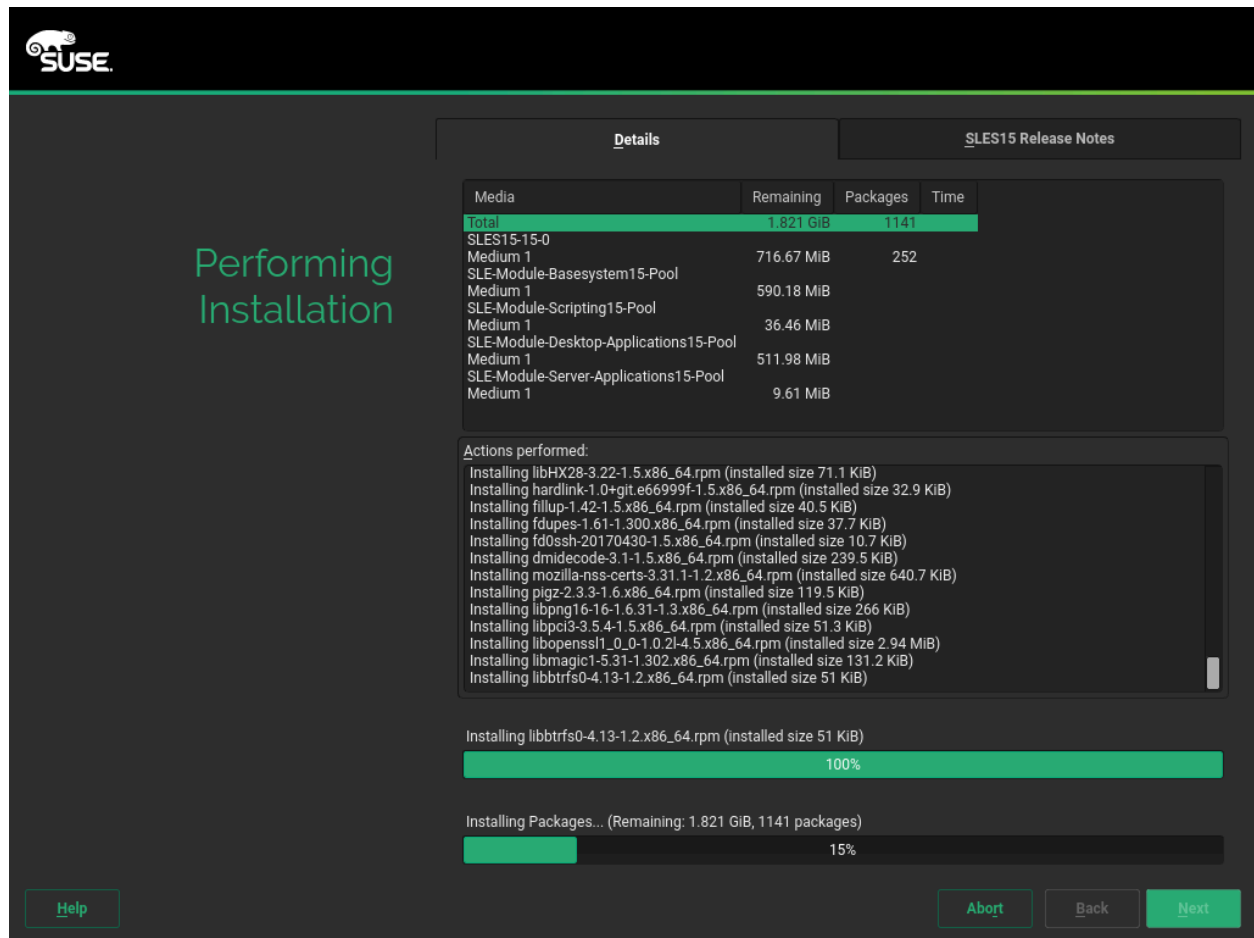 SUSE.
Details
SLES15 Release Notes
Performing
Installation
Media Remaining Packages Time
Total 1.821 GiB 1141
SLES15-15-0
Medium 1 716.67 MiB 252
SLE-Module-Basesystem15-Pool
Medium 1 590.18 MiB
SLE-Module-Scripting15-Pool
Medium 1 36.46 MiB
SLE-Module-Desktop-Applications15-Pool
Medium 1 511.98 MiB
SLE-Module-Server-Applications15-Pool
Medium 1 9.61 MiB
Actions performed:
Installing libHX28-3.22-1.5.x86_64.rpm (installed size 71.1 KiB)
Installing hardlink-1.0+git.e66999f-1.5.x86_64.rpm (installed size 32.9 KiB)
Installing fillup-1.42-1.5.x86_64.rpm (installed size 40.5 KiB)
Installing fdupes-1.61-1.300.x86_64.rpm (installed size 37.7 KiB)
Installing fd0ssh-20170430-1.5.x86_64.rpm (installed size 10.7 KiB)
Installing dmidecode-3.1-1.5.x86_64.rpm (installed size 239.5 KiB)
Installing mozilla-nss-certs-3.31.1-1.2.x86_64.rpm (installed size 640.7 KiB)
Installing pigz-2.3.3-1.6.x86_64.rpm (installed size 119.5 KiB)
Installing libpng16-16-1.6.31-1.3.x86_64.rpm (installed size 266 KiB)
Installing libpci3-3.5.4-1.5.x86_64.rpm (installed size 51.3 KiB)
Installing libopenssl1_0_0-1.0.2l-4.5.x86_64.rpm (installed size 2.94 MiB)
Installing libmagic1-5.31-1.302.x86_64.rpm (installed size 131.2 KiB)
Installing libbtrfs0-4.13-1.2.x86_64.rpm (installed size 51 KiB)
Installing libbtrfs0-4.13-1.2.x86_64.rpm (installed size 51 KiB)
100%
Installing Packages... (Remaining: 1.821 GiB, 1141 packages)
15%
Help
Abort
Back
Next